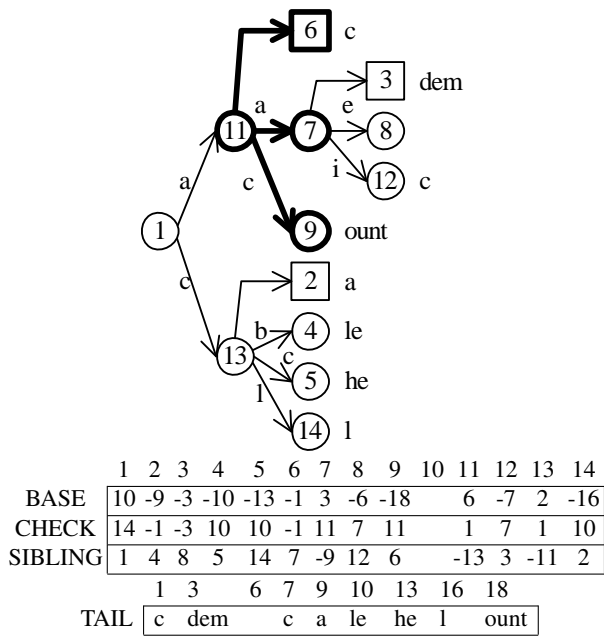 6 c
3 dem
a e
11 7 8
i
a c 12 c
1 9 ount
c 2 a
b 4 le
13 c
5 he
l
14 l
1 2 3 4 5 6 7 8 9 10 11 12 13 14
BASE 10 -9 -3 -10 -13 -1 3 -6 -18 6 -7 2 -16
CHECK 14 -1 -3 10 10 -1 11 7 11 1 7 1 10
SIBLING 1 4 8 5 14 7 -9 12 6 -13 3 -11 2
1 3 6 7 9 10 13 16 18
TAIL c dem c a le he l ount